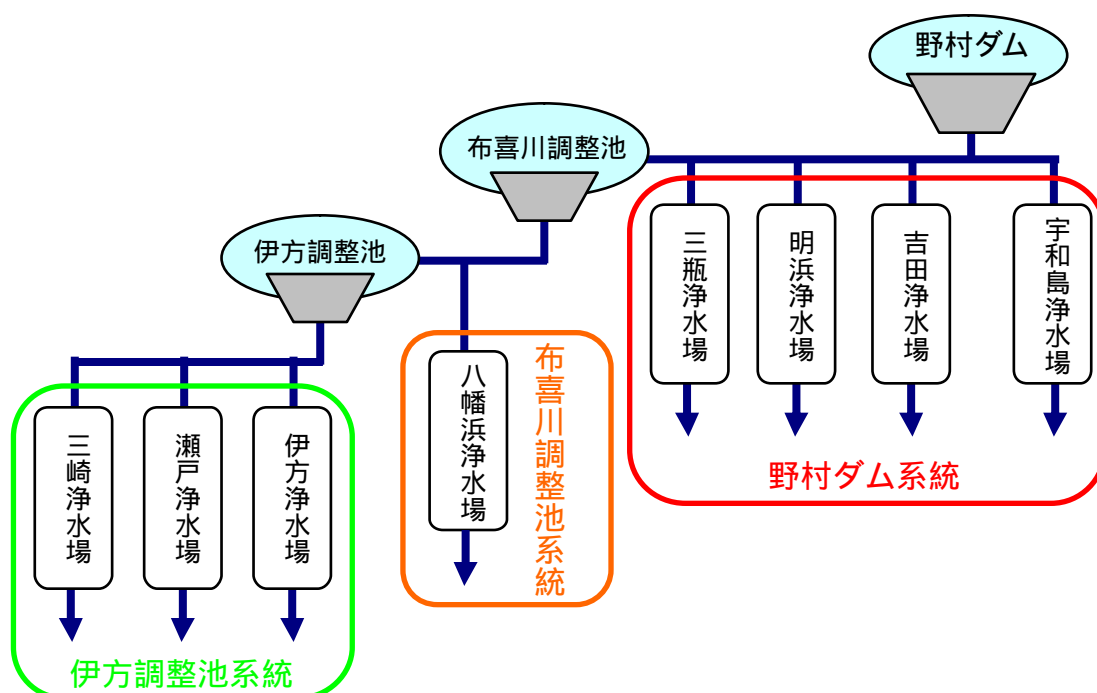 野村ダム
布喜川調整池
伊方調整池
三瓶浄水場
明浜浄水場
吉田浄水場
宇和島浄水場
野村ダム系統
八幡浜浄水場
布喜川調整池系統
三崎浄水場
瀬戸浄水場
伊方浄水場
伊方調整池系統